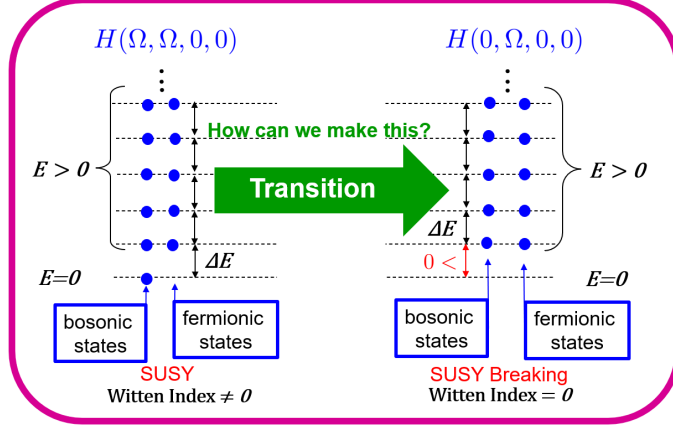 H(Ω, Ω, 0, 0)
H(0, Ω, 0, 0)
How can we make this?
E > 0
Transition
E > 0
ΔE
ΔE
0 <
E=0
E=0
bosonic
states
fermionic
states
bosonic
states
fermionic
states
SUSY
Witten Index ≠ 0
SUSY Breaking
Witten Index = 0